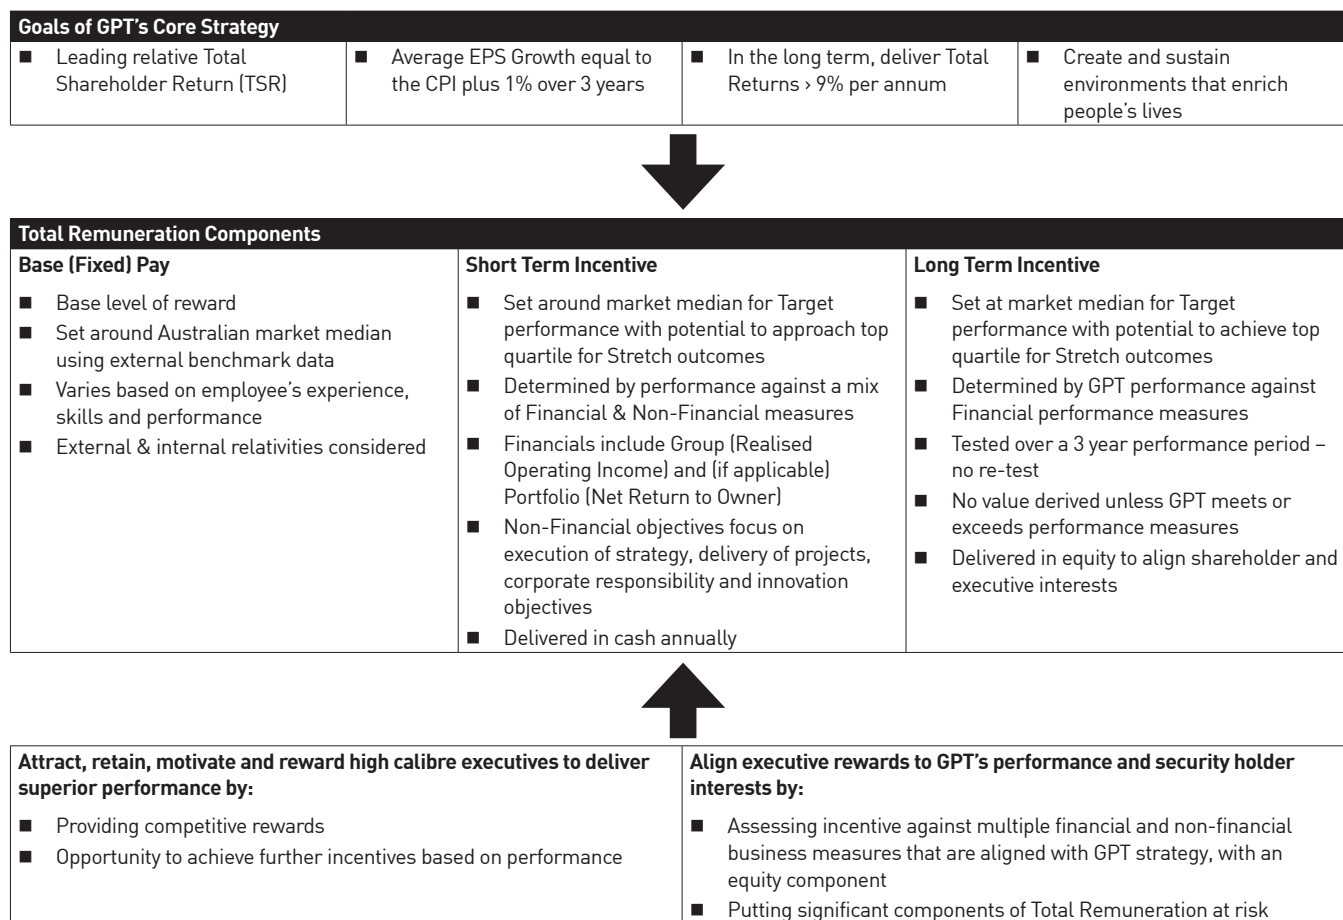 Goals of GPT's Core Strategy
■ Leading relative Total
Shareholder Return (TSR)
■ Average EPS Growth equal to
the CPI plus 1% over 3 years
■ In the long term, deliver Total
Returns › 9% per annum
■ Create and sustain
environments that enrich
people's lives
Total Remuneration Components
Base (Fixed) Pay
■ Base level of reward
■ Set around Australian market median
using external benchmark data
■ Varies based on employee's experience,
skills and performance
■ External & internal relativities considered
Short Term Incentive
■ Set around market median for Target
performance with potential to approach top
quartile for Stretch outcomes
■ Determined by performance against a mix
of Financial & Non-Financial measures
■ Financials include Group (Realised
Operating Income) and (if applicable)
Portfolio (Net Return to Owner)
■ Non-Financial objectives focus on
execution of strategy, delivery of projects,
corporate responsibility and innovation
objectives
■ Delivered in cash annually
Long Term Incentive
■ Set at market median for Target
performance with potential to achieve top
quartile for Stretch outcomes
■ Determined by GPT performance against
Financial performance measures
■ Tested over a 3 year performance period –
no re-test
■ No value derived unless GPT meets or
exceeds performance measures
■ Delivered in equity to align shareholder and
executive interests
Attract, retain, motivate and reward high calibre executives to deliver
superior performance by:
■ Providing competitive rewards
■ Opportunity to achieve further incentives based on performance
Align executive rewards to GPT's performance and security holder
interests by:
■ Assessing incentive against multiple financial and non-financial
business measures that are aligned with GPT strategy, with an
equity component
■ Putting significant components of Total Remuneration at risk